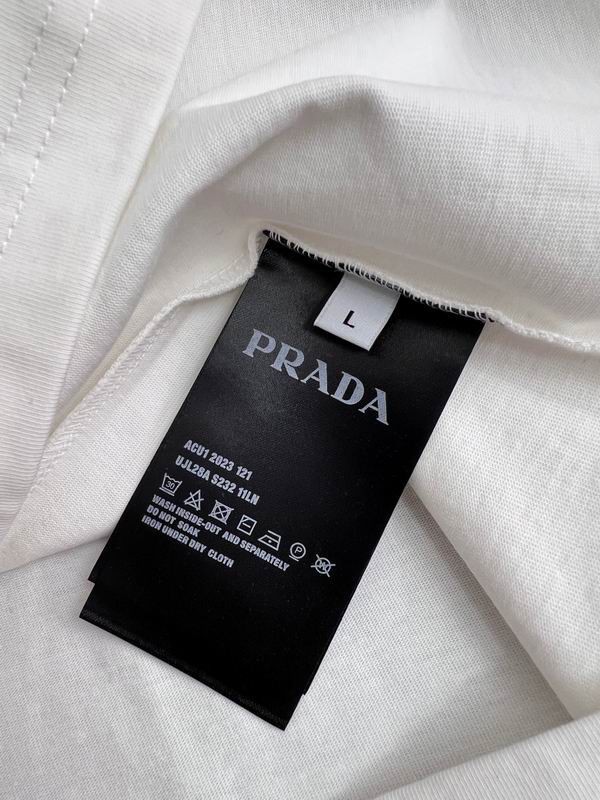 L
PRADA
ACU1 2023 121
UJL28A S232 11LN
30
P
W
WASH INSIDE-OUT AND SEPARATELY
DO NOT SOAK
IRON UNDER DRY CLOTH